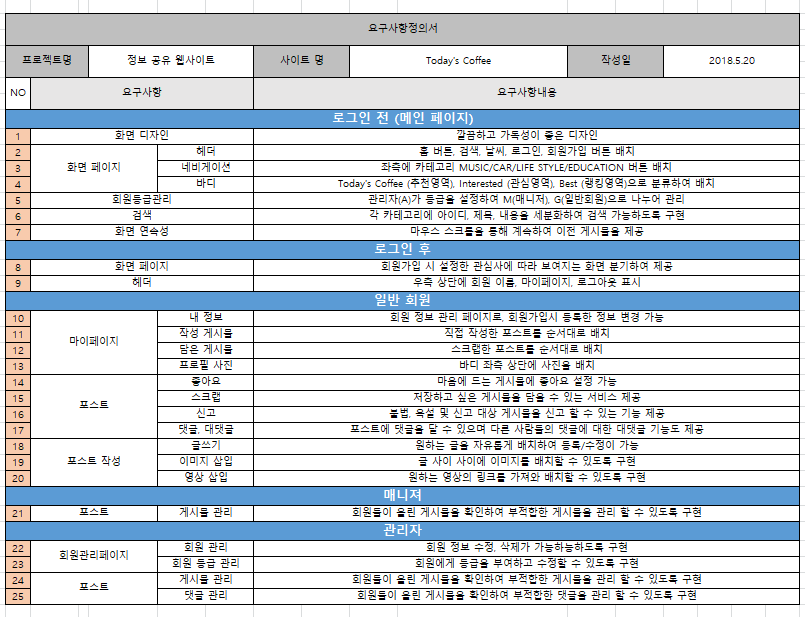 요구사항정의서
프로젝트명 정보 공유 웹사이트 사이트 명 Today's Coffee 작성일 2018.5.20
NO 요구사항 요구사항내용
로그인 전 (메인 페이지)
1 화면 디자인 깔끔하고 가독성이 좋은 디자인
2 화면 페이지 헤더 홈 버튼, 검색, 날씨, 로그인, 회원가입 버튼 배치
3 네비게이션 좌측에 카테고리 MUSIC/CAR/LIFE STYLE/EDUCATION 버튼 배치
4 바디 Today's Coffee (추천영역), Interested (관심영역), Best (랭킹영역)으로 분류하여 배치
5 회원등급관리 관리자(A)가 등급을 설정하여 M(매니저), G(일반회원)으로 나누어 관리
6 검색 각 카테고리에 아이디, 제목, 내용을 세분화하여 검색 가능하도록 구현
7 화면 연속성 마우스 스크롤을 통해 계속하여 이전 게시물을 제공
로그인 후
8 화면 페이지 회원가입 시 설정한 관심사에 따라 보여지는 화면 분기하여 제공
9 헤더 우측 상단에 회원 이름, 마이페이지, 로그아웃 표시
일반 회원
10 마이페이지 내 정보 회원 정보 관리 페이지로, 회원가입시 등록한 정보 변경 가능
11 작성 게시물 직접 작성한 포스트를 순서대로 배치
12 담은 게시물 스크랩한 포스트를 순서대로 배치
13 프로필 사진 바디 좌측 상단에 사진을 배치
14 포스트 좋아요 마음에 드는 게시물에 좋아요 설정 가능
15 스크랩 저장하고 싶은 게시물을 담을 수 있는 서비스 제공
16 신고 불법, 욕설 및 신고 대상 게시물을 신고 할 수 있는 기능 제공
17 댓글, 대댓글 포스트에 댓글을 달 수 있으며 다른 사람들의 댓글에 대한 대댓글 기능도 제공
18 포스트 작성 글쓰기 원하는 글을 자유롭게 배치하여 등록/수정이 가능
19 이미지 삽입 글 사이 사이에 이미지를 배치할 수 있도록 구현
20 영상 삽입 원하는 영상의 링크를 가져와 배치할 수 있도록 구현
매니져
21 포스트 게시물 관리 회원들이 올린 게시물을 확인하여 부적합한 게시물을 관리 할 수 있도록 구현
관리자
22 회원관리페이지 회원 관리 회원 정보 수정, 삭제가 가능하능하도록 구현
23 회원 등급 관리 회원에게 등급을 부여하고 수정할 수 있도록 구현
24 포스트 게시물 관리 회원들이 올린 게시물을 확인하여 부적합한 게시물을 관리 할 수 있도록 구현
25 댓글 관리 회원들이 올린 게시물을 확인하여 부적합한 댓글을 관리 할 수 있도록 구현